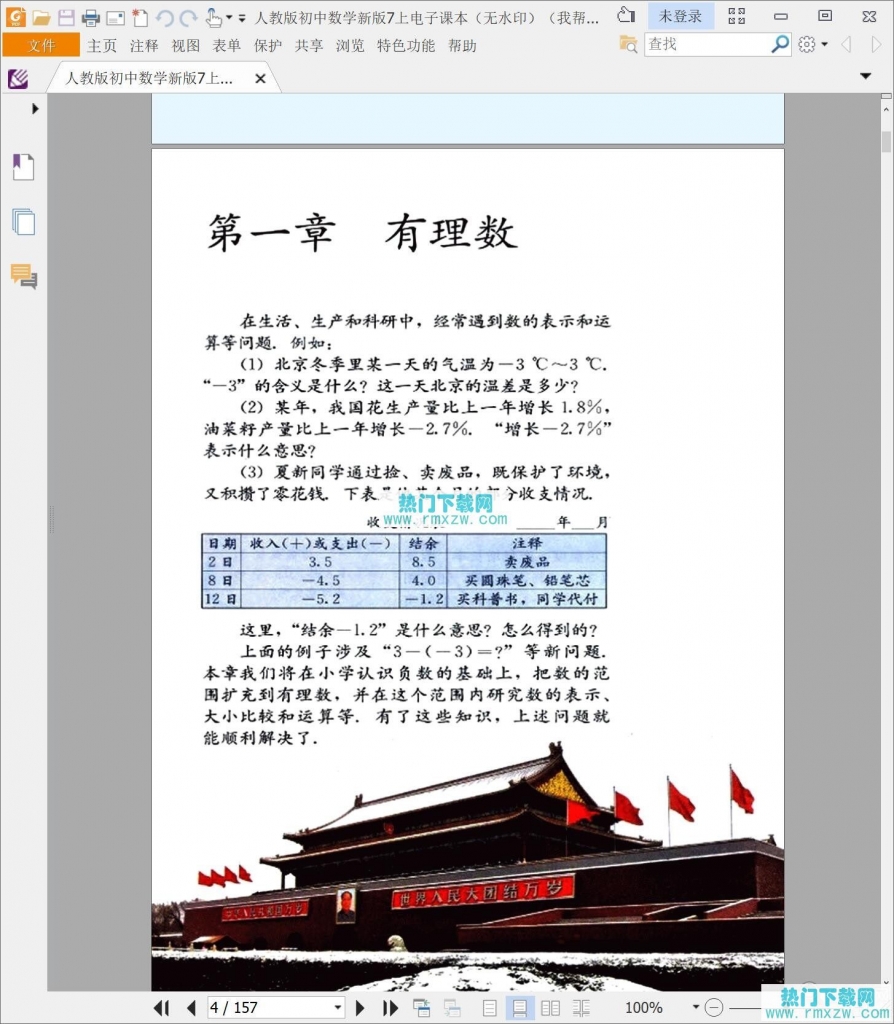 人教版初中数学新版7上电子课本（无水印）（我帮...
未登录
文件 主页 注释 视图 表单 保护 共享 浏览 特色功能 帮助
查找
人教版初中数学新版7上...
第一章 有理数
在生活、生产和科研中，经常遇到数的表示和运
算等问题．例如：
（1）北京冬季里某一天的气温为－3 ℃～3 ℃．
“－3”的含义是什么？这一天北京的温差是多少？
（2）某年，我国花生产量比上一年增长 1.8％，
油菜籽产量比上一年增长－2.7％．“增长－2.7％”
表示什么意思？
（3）夏新同学通过捡、卖废品，既保护了环境，
又积攒了零花钱．下表是 部分收支情况．
热门下载网
www.rmxzw.com
收 年 月
日期 收入(＋)或支出(－) 结余 注释
2 日 3.5 8.5 卖废品
8 日 －4.5 4.0 买圆珠笔、铅笔芯
12 日 －5.2 －1.2 买科普书，同学代付
这里，“结余－1.2”是什么意思？怎么得到的？
上面的例子涉及“3－(－3)＝?”等新问题．
本章我们将在小学认识负数的基础上，把数的范
围扩充到有理数，并在这个范围内研究数的表示、
大小比较和运算等．有了这些知识，上述问题就
能顺利解决了．
中华人民共和国万岁
世界人民大团结万岁
4 / 157
100%
热门下载网
www.rmxzw.com